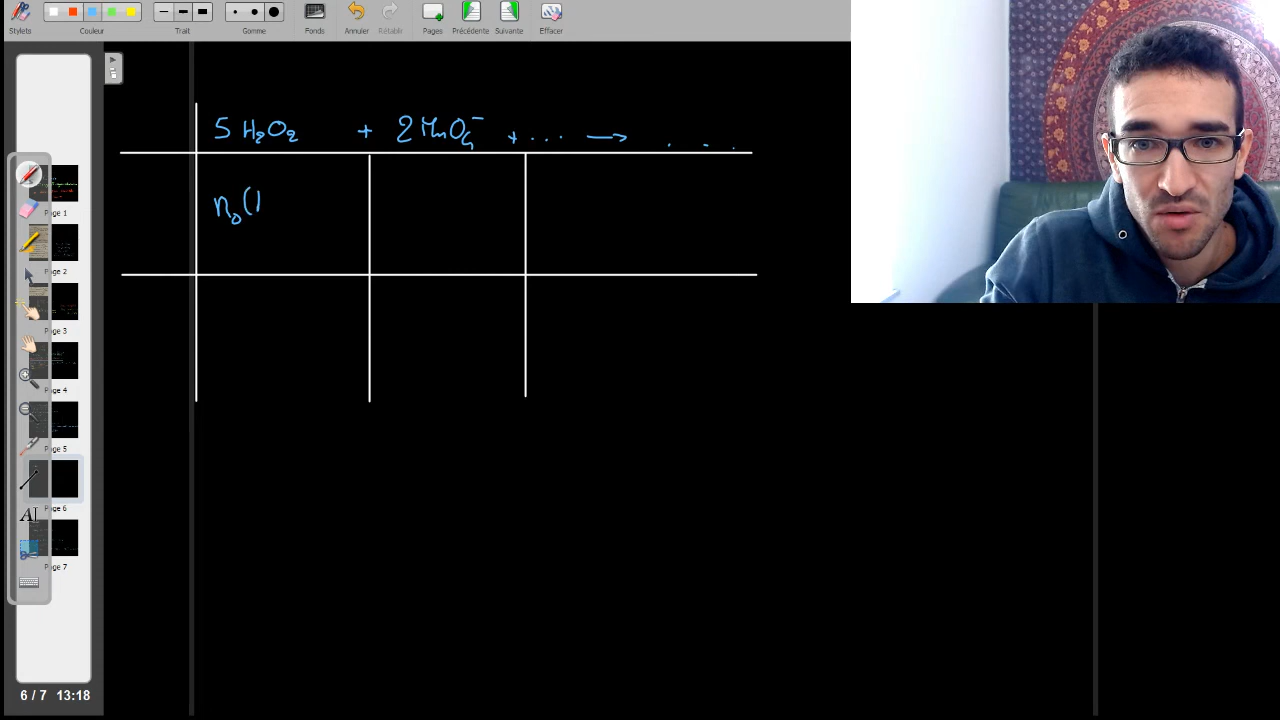 Stylets Couleur Trait Gomme Fonds Annuler Rétablir Pages Précédente Suivante Effacer
5 H₂O₂ + 2 MnO₄⁻ + ... → . . .
n₀(
Page 1
Page 2
Page 3
Page 4
Page 5
Page 6
Page 7
6 / 7 13:18